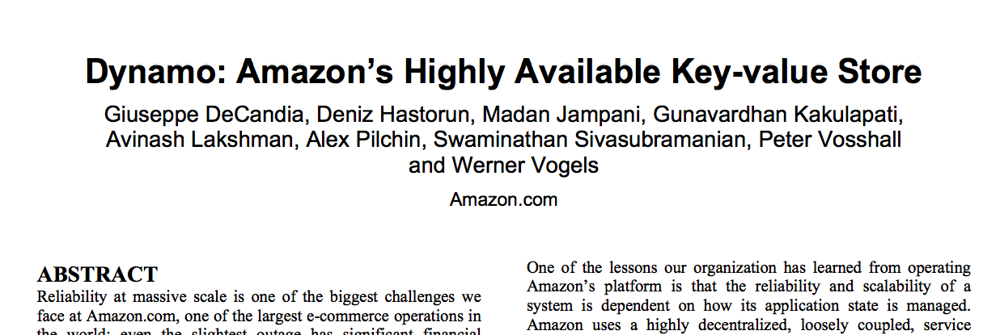 Dynamo: Amazon’s Highly Available Key-value Store
Giuseppe DeCandia, Deniz Hastorun, Madan Jampani, Gunavardhan Kakulapati,
Avinash Lakshman, Alex Pilchin, Swaminathan Sivasubramanian, Peter Vosshall
and Werner Vogels
Amazon.com
ABSTRACT
Reliability at massive scale is one of the biggest challenges we
face at Amazon.com, one of the largest e-commerce operations in
the world; even the slightest outage has significant financial
One of the lessons our organization has learned from operating
Amazon’s platform is that the reliability and scalability of a
system is dependent on how its application state is managed.
Amazon uses a highly decentralized, loosely coupled, service